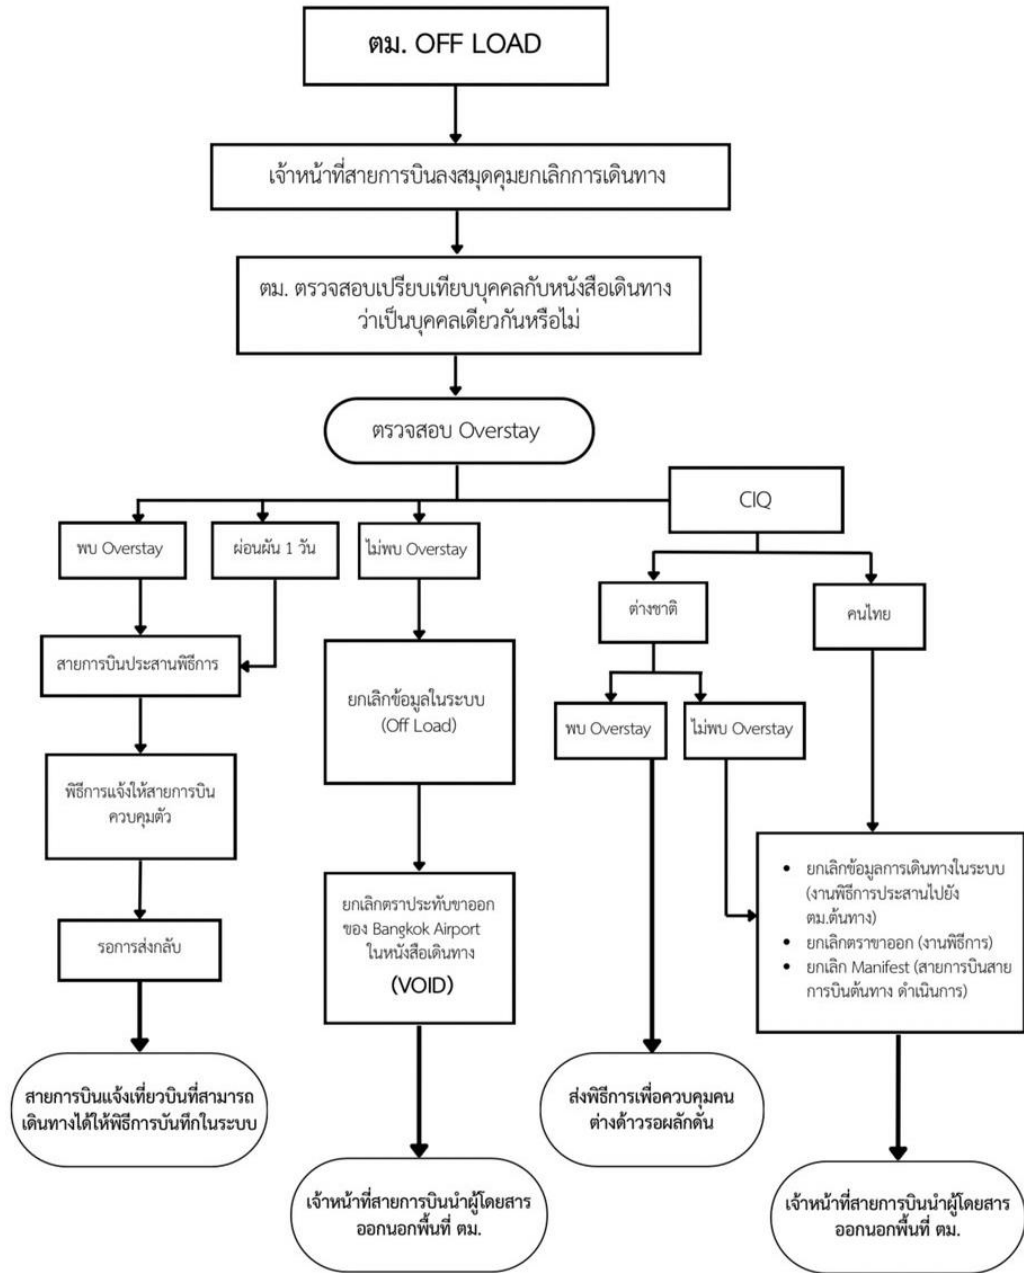 ตม. OFF LOAD
เจ้าหน้าที่สายการบินลงสมุดคุมยกเลิกการเดินทาง
ตม. ตรวจสอบเปรียบเทียบบุคคลกับหนังสือเดินทาง
ว่าเป็นบุคคลเดียวกันหรือไม่
ตรวจสอบ Overstay
CIQ
พบ Overstay
ผ่อนผัน 1 วัน
ไม่พบ Overstay
ต่างชาติ
คนไทย
สายการบินประสานพิธีการ
ยกเลิกข้อมูลในระบบ
(Off Load)
พบ Overstay
ไม่พบ Overstay
พิธีการแจ้งให้สายการบิน
ควบคุมตัว
ยกเลิกตราประทับขาออก
ของ Bangkok Airport
ในหนังสือเดินทาง
(VOID)
• ยกเลิกข้อมูลการเดินทางในระบบ
(งานพิธีการประสานไปยัง
ตม.ต้นทาง)
• ยกเลิกตราขาออก (งานพิธีการ)
• ยกเลิก Manifest (สายการบินสาย
การบินต้นทาง ดำเนินการ)
รอการส่งกลับ
สายการบินแจ้งเที่ยวบินที่สามารถ
เดินทางได้ให้พิธีการบันทึกในระบบ
ส่งพิธีการเพื่อควบคุมคน
ต่างด้าวรอผลักดัน
เจ้าหน้าที่สายการบินนำผู้โดยสาร
ออกนอกพื้นที่ ตม.
เจ้าหน้าที่สายการบินนำผู้โดยสาร
ออกนอกพื้นที่ ตม.